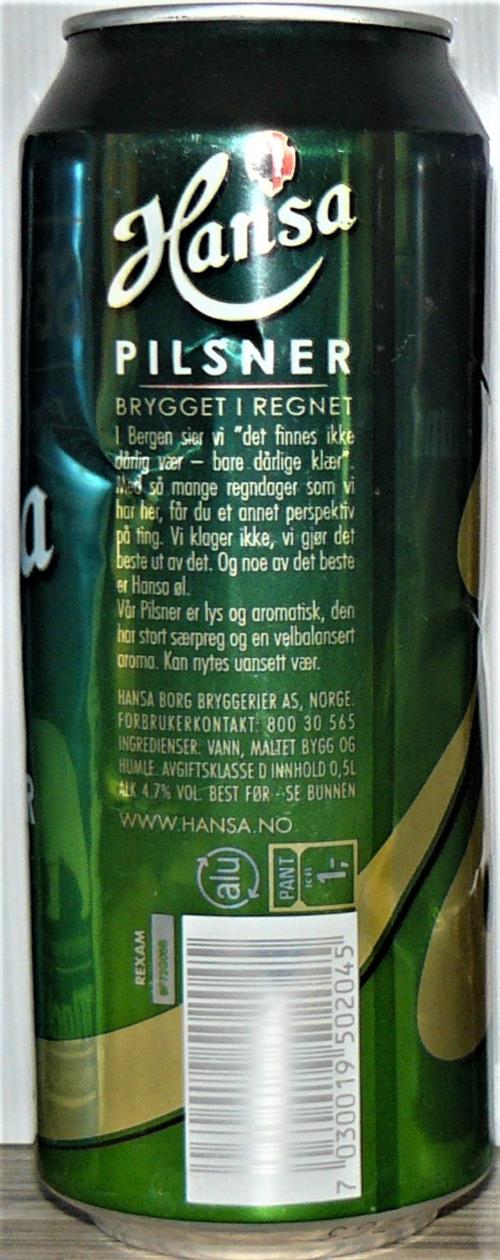 Hansa
PILSNER
BRYGGET I REGNET
I Bergen sier vi "det finnes ikke
dårlig vær – bare dårlige klær".
Med så mange regndager som vi
har her, får du et annet perspektiv
på ting. Vi klager ikke, vi gjør det
beste ut av det. Og noe av det beste
er Hansa øl.
Vår Pilsner er lys og aromatisk, den
har stort særpreg og en velbalansert
aroma. Kan nytes uansett vær.
HANSA BORG BRYGGERIER AS, NORGE.
FORBRUKERKONTAKT: 800 30 565
INGREDIENSER: VANN, MALTET BYGG OG
HUMLE. AVGIFTSKLASSE D INNHOLD 0,5L
ALK 4.7% VOL. BEST FØR - SE BUNNEN
WWW.HANSA.NO
alu
PANT
1,-
REXAM
7 030019 502045
a
R